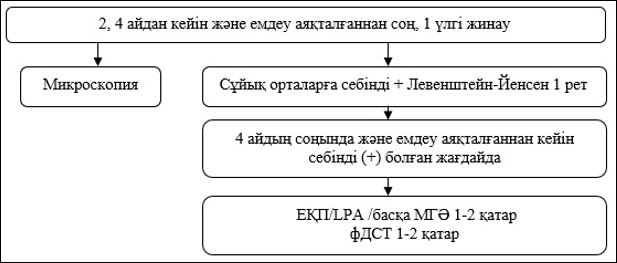 2, 4 айдан кейін және емдеу аяқталғаннан соң, 1 үлгі жинау
Микроскопия
Сұйық орталарға себінді + Левенштейн-Йенсен 1 рет
4 айдың соңында және емдеу аяқталғаннан кейін
себінді (+) болған жағдайда
ЕҚП/LPA /басқа МГӘ 1-2 қатар
фДСТ 1-2 қатар